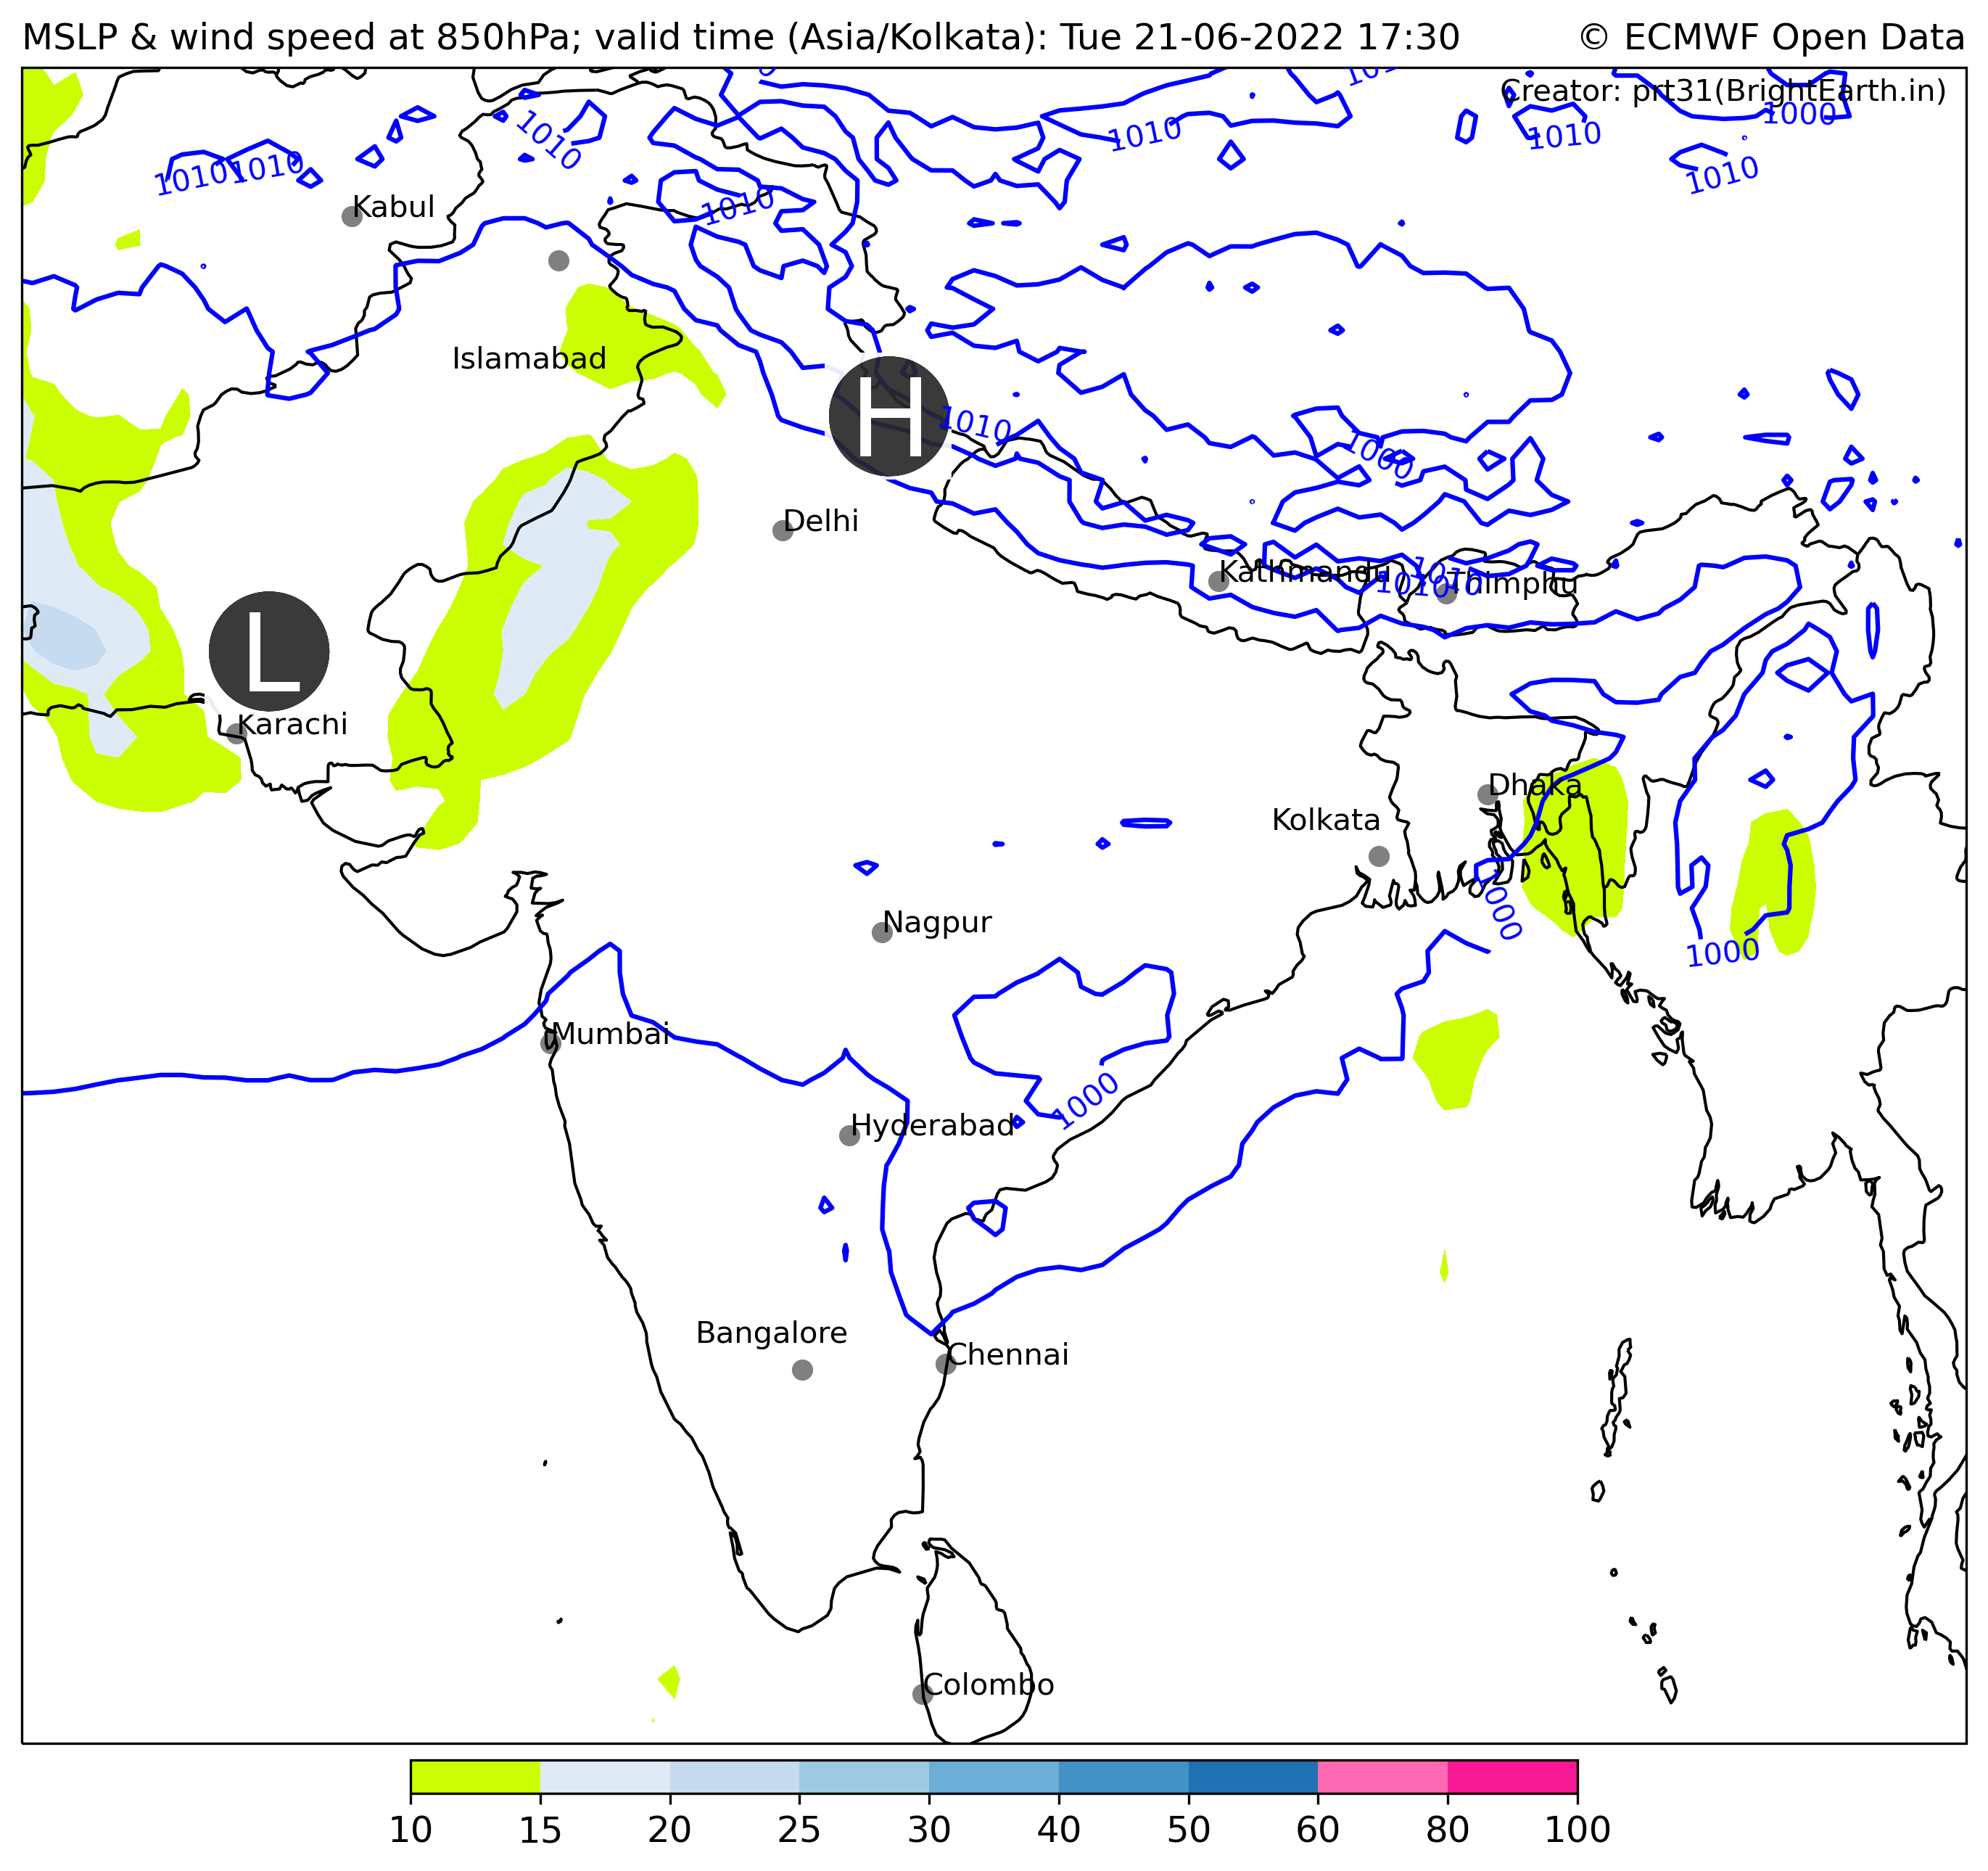 MSLP & wind speed at 850hPa; valid time (Asia/Kolkata): Tue 21-06-2022 17:30 © ECMWF Open Data
Creator: prt31(BrightEarth.in)
1010
1000
1010
1010
1010
1010
1010
1010
Kabul
1010
Islamabad
H
1010
1000
Delhi
Kathmandu
1010
1010
Thimphu
L
Karachi
Dhaka
Kolkata
1000
Nagpur
1000
Mumbai
1000
Hyderabad
Bangalore
Chennai
Colombo
10 15 20 25 30 40 50 60 80 100